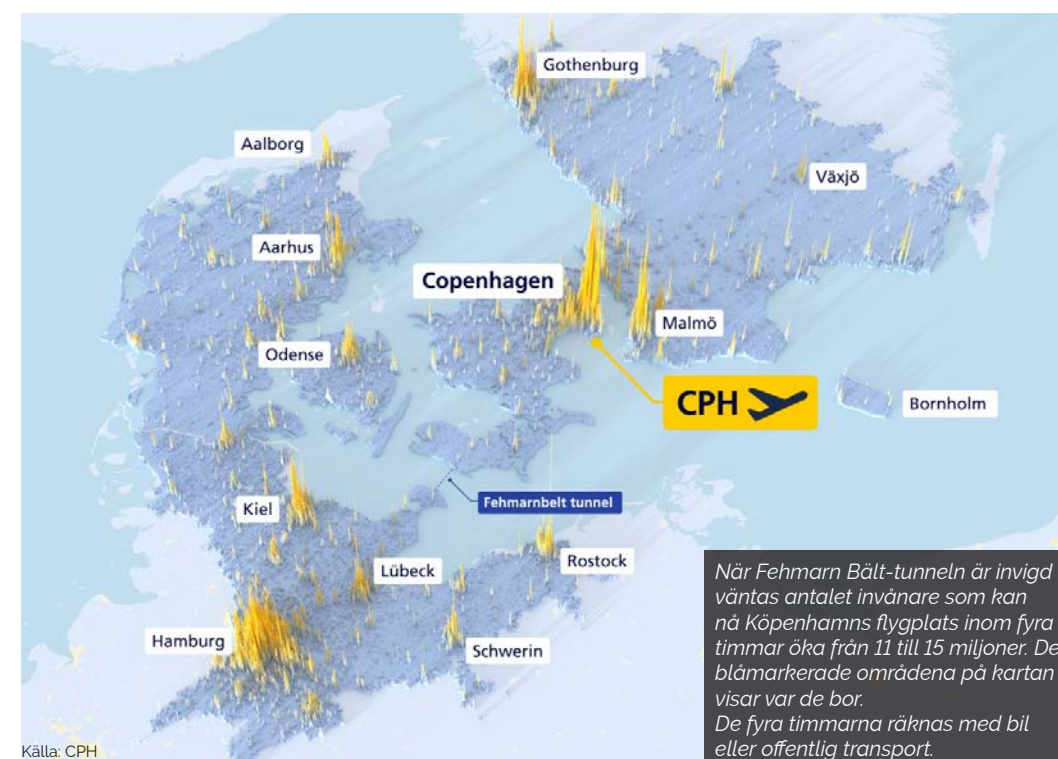 Gothenburg
Aalborg
Växjö
Aarhus
Copenhagen
Malmö
Odense
CPH
Bornholm
Fehmarnbelt tunnel
Kiel
Rostock
Lübeck
Hamburg
Schwerin
När Fehmarn Bält-tunneln är invigd
väntas antalet invånare som kan
nå Köpenhamns flygplats inom fyra
timmar öka från 11 till 15 miljoner. De
blåmarkerade områdena på kartan
visar var de bor.
De fyra timmarna räknas med bil
eller offentlig transport.
Källa: CPH